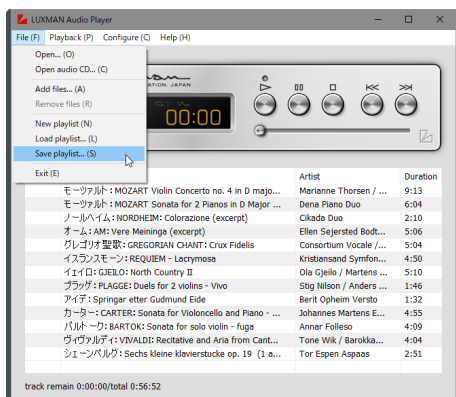 LUXMAN Audio Player
File (F) Playback (P) Configure (C) Help (H)
Open... (O)
Open audio CD... (C)
Add files... (A)
Remove files (R)
New playlist (N)
Load playlist... (L)
Save playlist... (S)
Exit (E)
ATION, JAPAN
00:00
Artist Duration
モーツァルト : MOZART Violin Concerto no. 4 in D majo... Marianne Thorsen / ... 9:13
モーツァルト : MOZART Sonata for 2 Pianos in D Major ... Dena Piano Duo 6:04
ノールヘイム : NORDHEIM: Colorazione (excerpt) Cikada Duo 2:10
オーム : AM: Vere Meininga (excerpt) Ellen Sejersted Bodt... 5:06
グレゴリオ聖歌 : GREGORIAN CHANT: Crux Fidelis Consortium Vocale /... 5:04
イスランスモーン : REQUIEM - Lacrymosa Kristiansand Symfon... 4:50
イェイロ : GJEILO: North Country II Ola Gjeilo / Martens ... 5:10
プラッゲ : PLAGGE: Duels for 2 violins - Vivo Stig Nilson / Anders ... 1:46
アイデ : Springar etter Gudmund Eide Berit Opheim Versto 1:32
カーター : CARTER: Sonata for Violoncello and Piano - ... Johannes Martens E... 4:55
バルトーク : BARTOK: Sonata for solo violin - fuga Annar Folleso 4:09
ヴィヴァルディ : VIVALDI: Recitative and Aria from Cant... Tone Wik / Barokka... 4:04
シェーンベルグ : Sechs kleine klavierstucke op. 19 (1 a... Tor Espen Aspaas 2:51
track remain 0:00:00/total 0:56:52